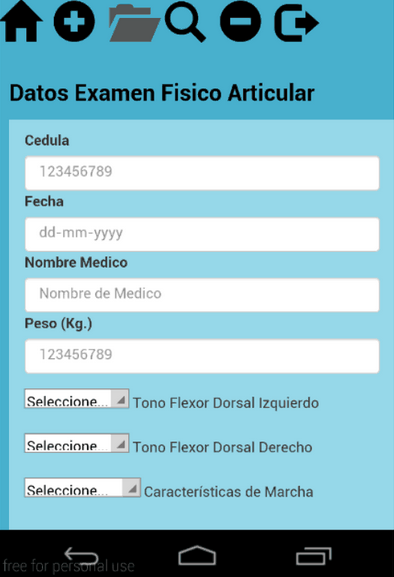 Datos Examen Fisico Articular
Cedula
123456789
Fecha
dd-mm-yyyy
Nombre Medico
Nombre de Medico
Peso (Kg.)
123456789
Seleccione... Tono Flexor Dorsal Izquierdo
Seleccione... Tono Flexor Dorsal Derecho
Seleccione... Características de Marcha
free for personal use